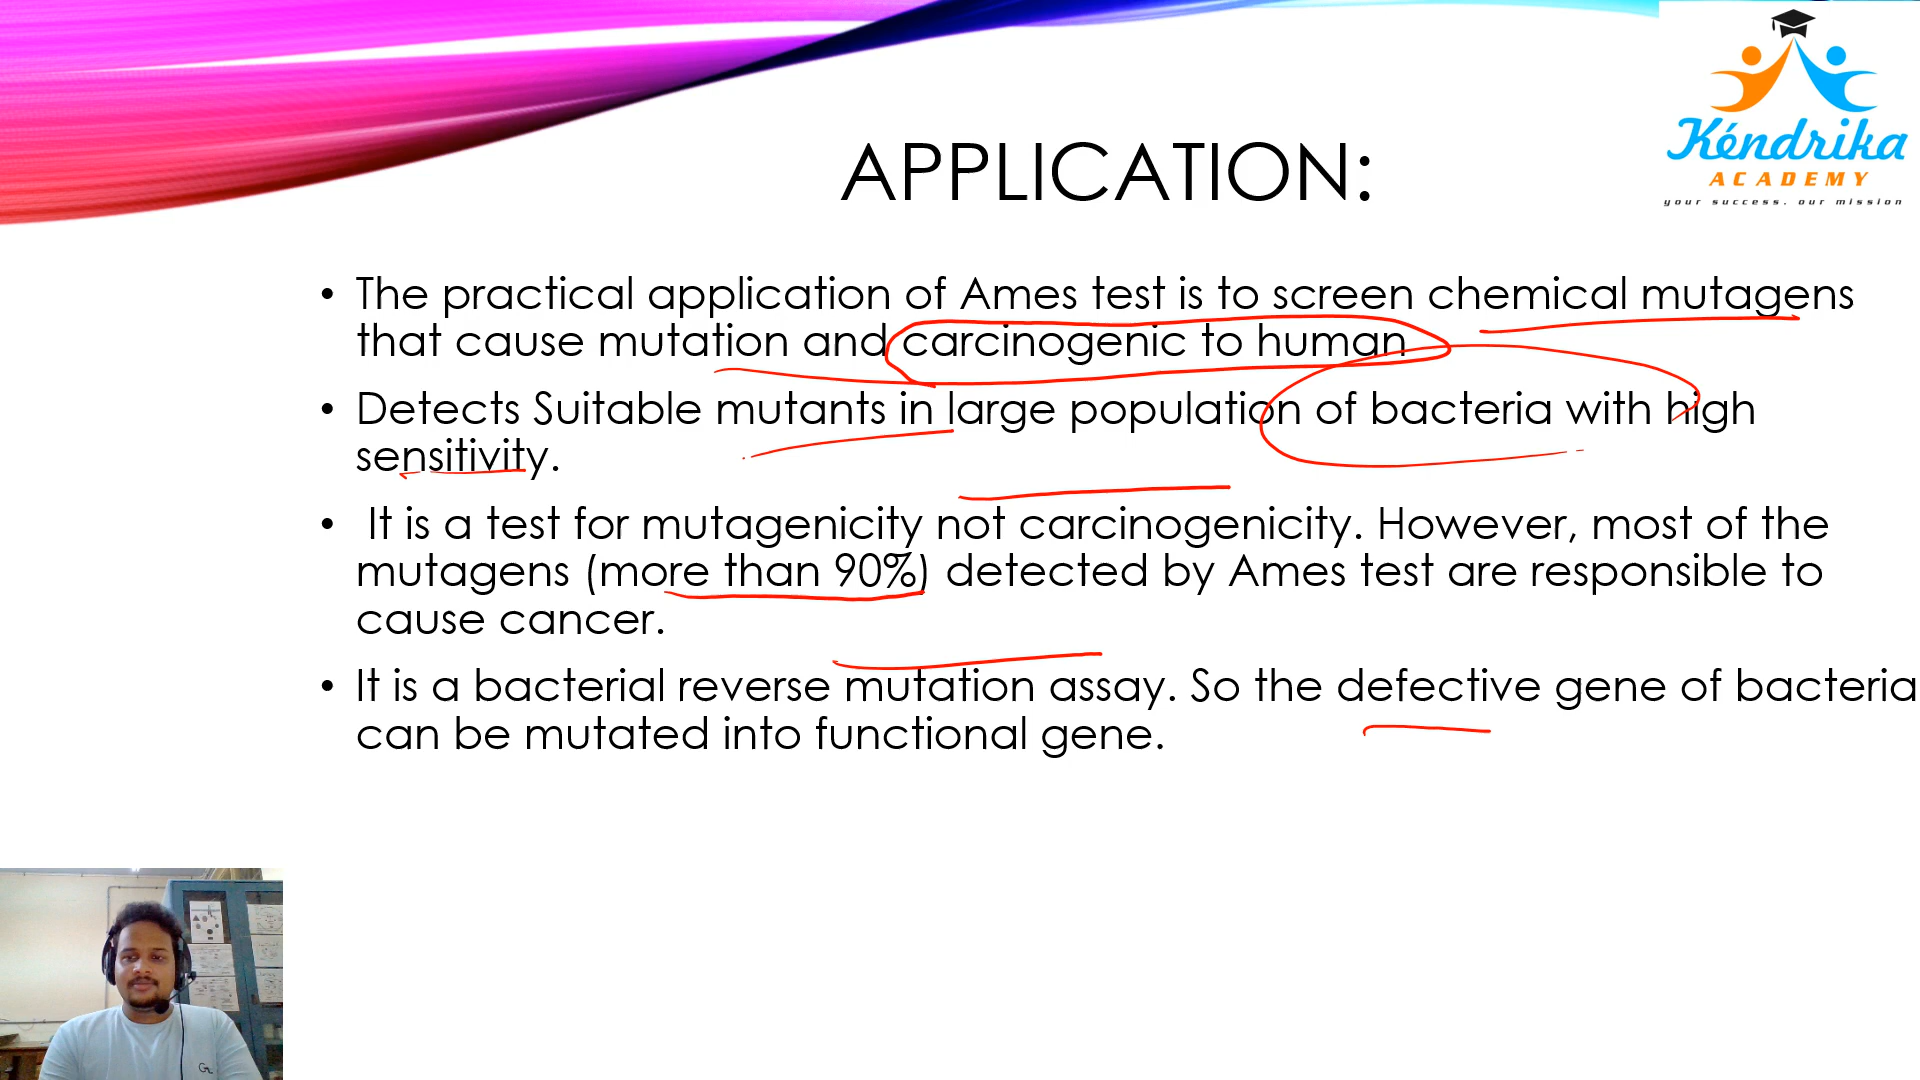 Kéndrika
ACADEMY
your success. our mission
APPLICATION:
• The practical application of Ames test is to screen chemical mutagens
that cause mutation and carcinogenic to human
• Detects Suitable mutants in large population of bacteria with high
sensitivity.
• It is a test for mutagenicity not carcinogenicity. However, most of the
mutagens (more than 90%) detected by Ames test are responsible to
cause cancer.
• It is a bacterial reverse mutation assay. So the defective gene of bacteria
can be mutated into functional gene.